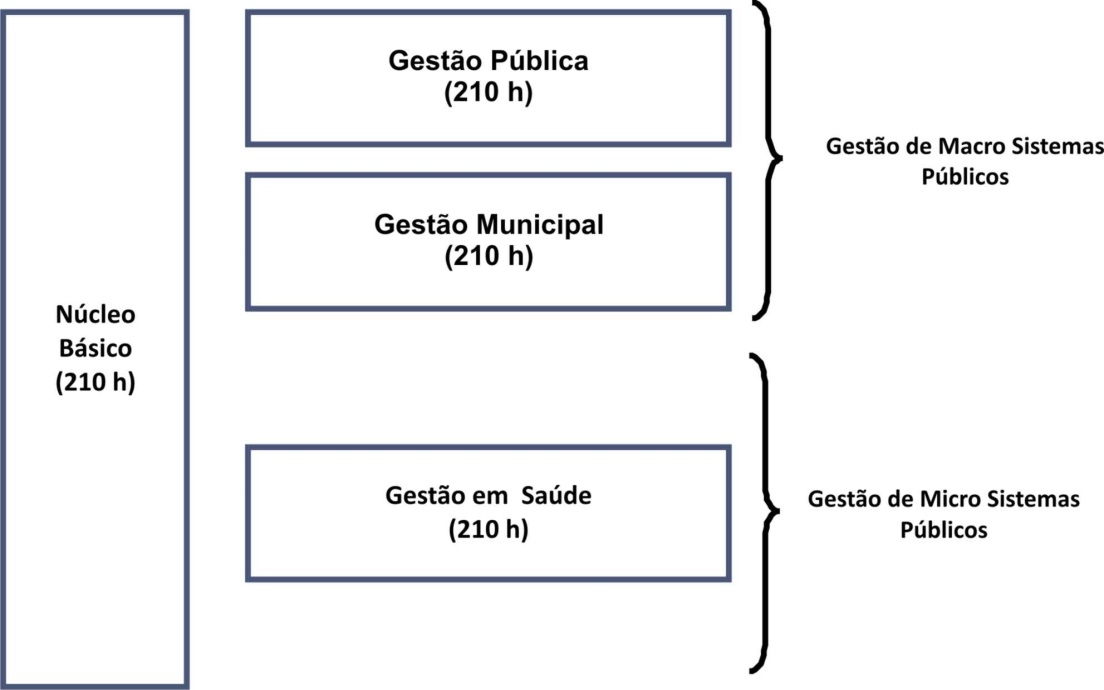 Núcleo
Básico
(210 h)
Gestão Pública
(210 h)
Gestão Municipal
(210 h)
Gestão de Macro Sistemas
Públicos
Gestão em Saúde
(210 h)
Gestão de Micro Sistemas
Públicos